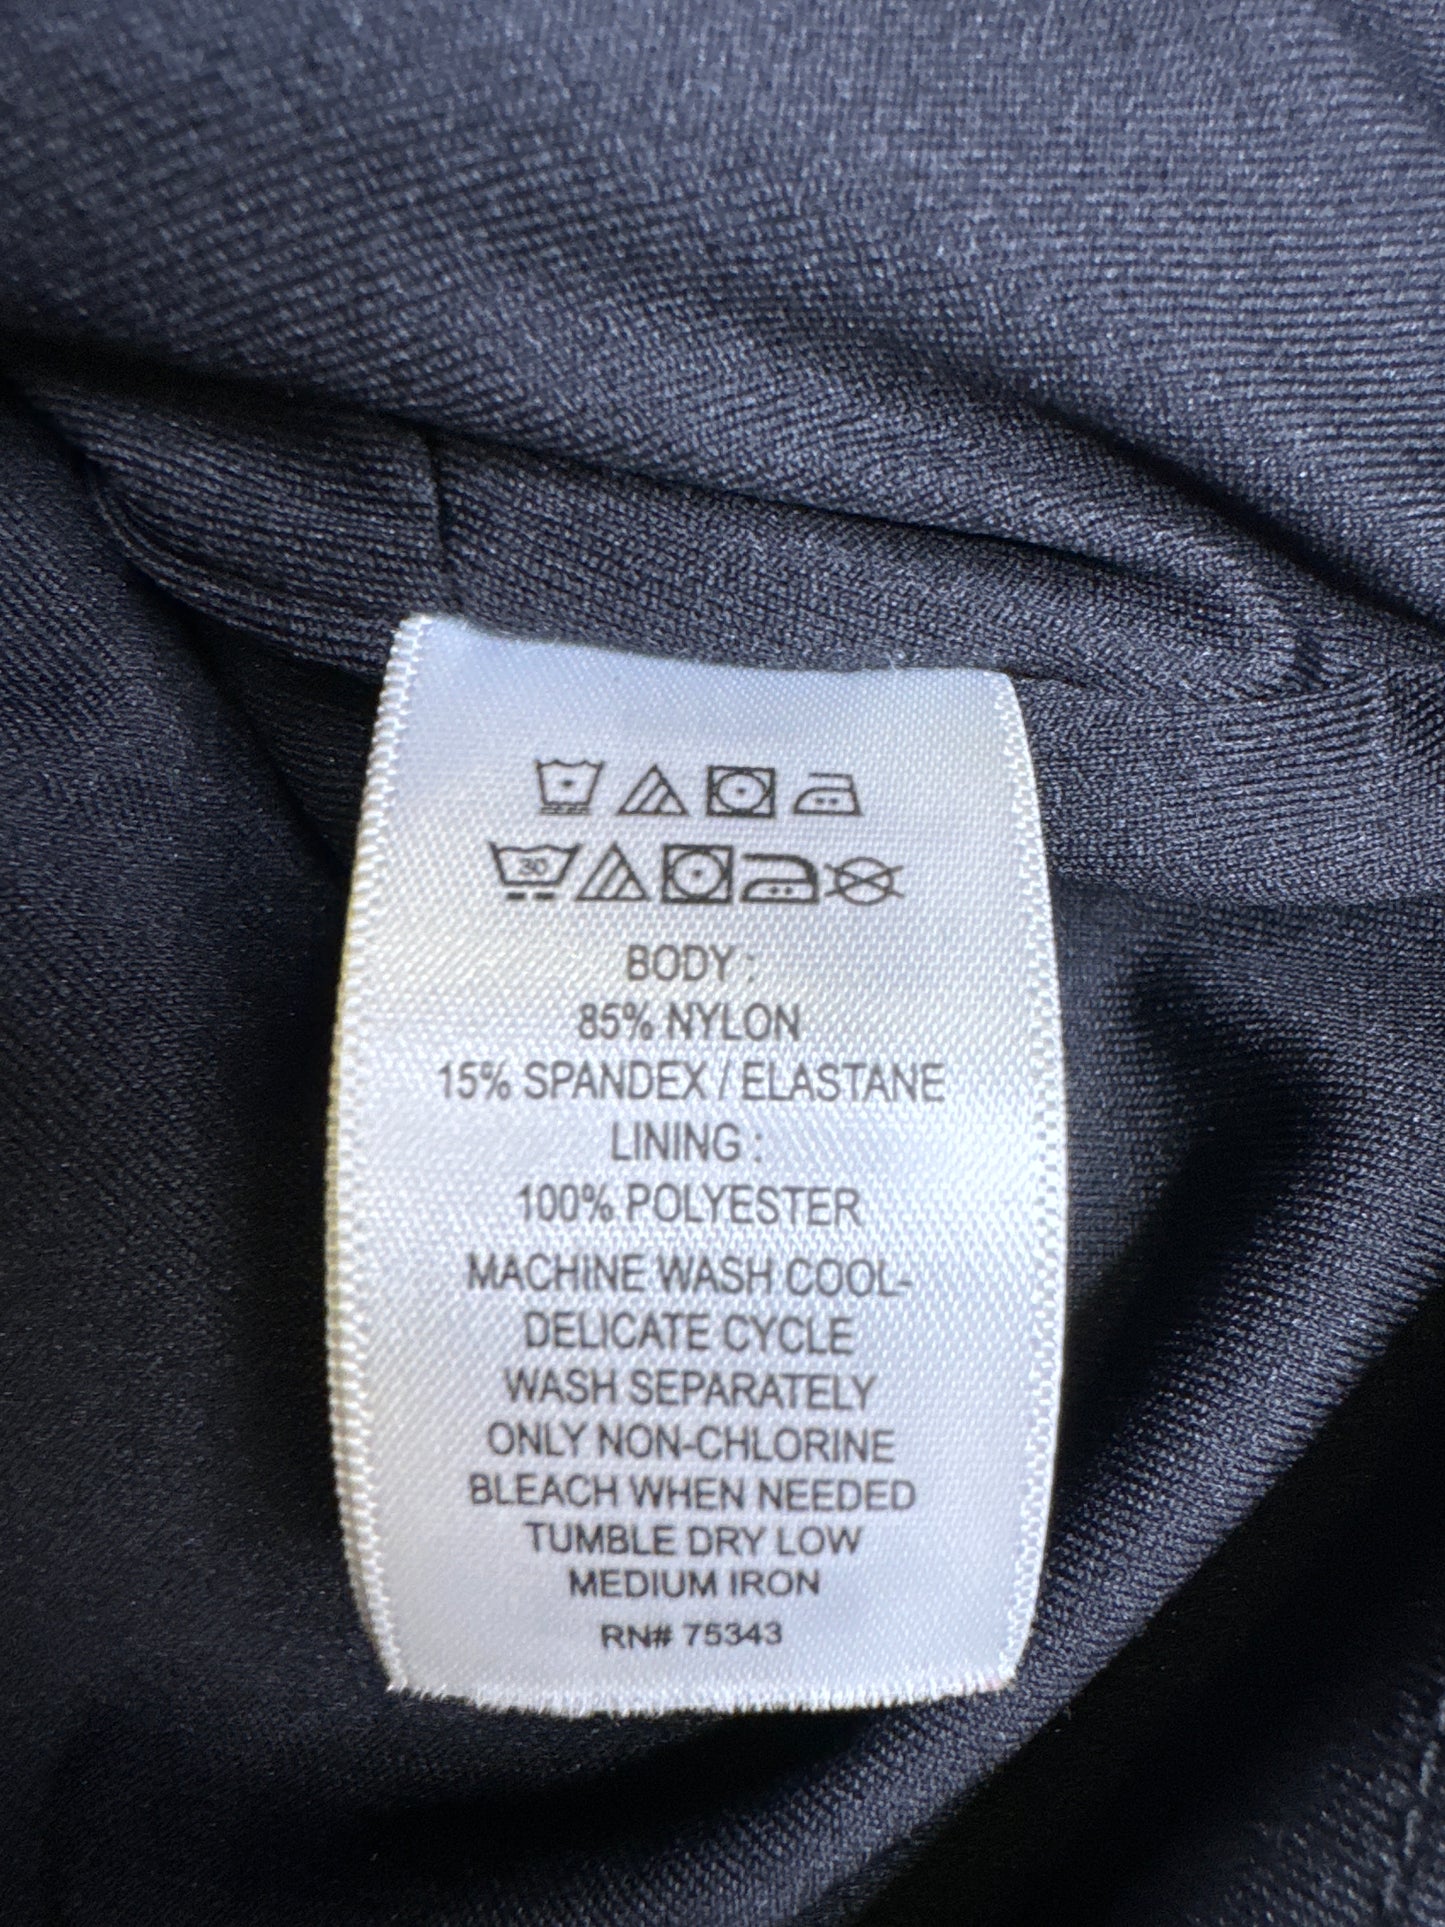 30
BODY :
85% NYLON
15% SPANDEX / ELASTANE
LINING :
100% POLYESTER
MACHINE WASH COOL-
DELICATE CYCLE
WASH SEPARATELY
ONLY NON-CHLORINE
BLEACH WHEN NEEDED
TUMBLE DRY LOW
MEDIUM IRON
RN# 75343